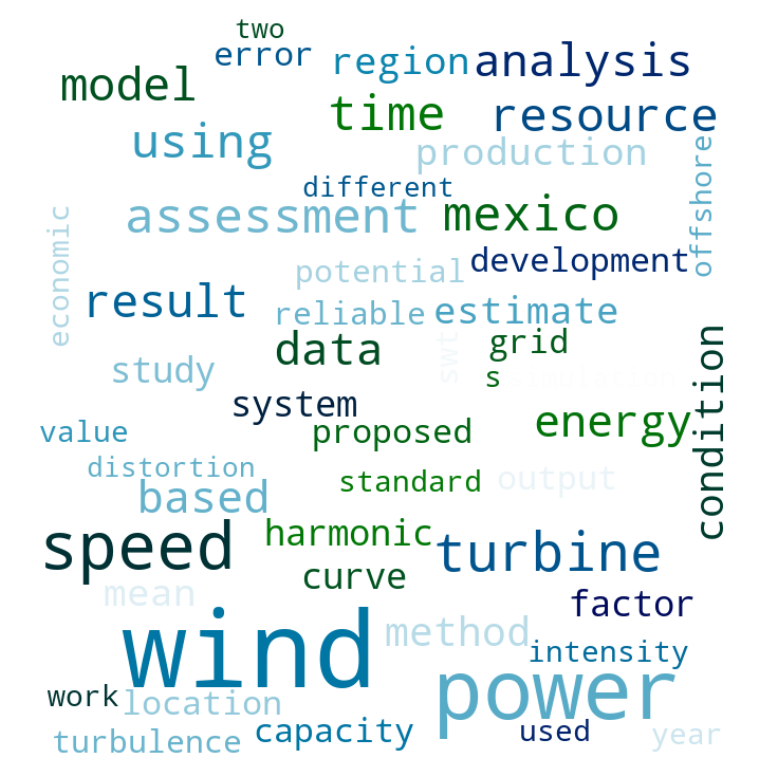 two
error region analysis
model time resource
using production
offshore
different
assessment mexico
economic
potential development
result reliable estimate
data grid
swt
study s simulation
system energy
condition
value proposed
distortion standard output
based
speed harmonic turbine
curve
mean factor
wind method intensity
power
work location
turbulence capacity used year